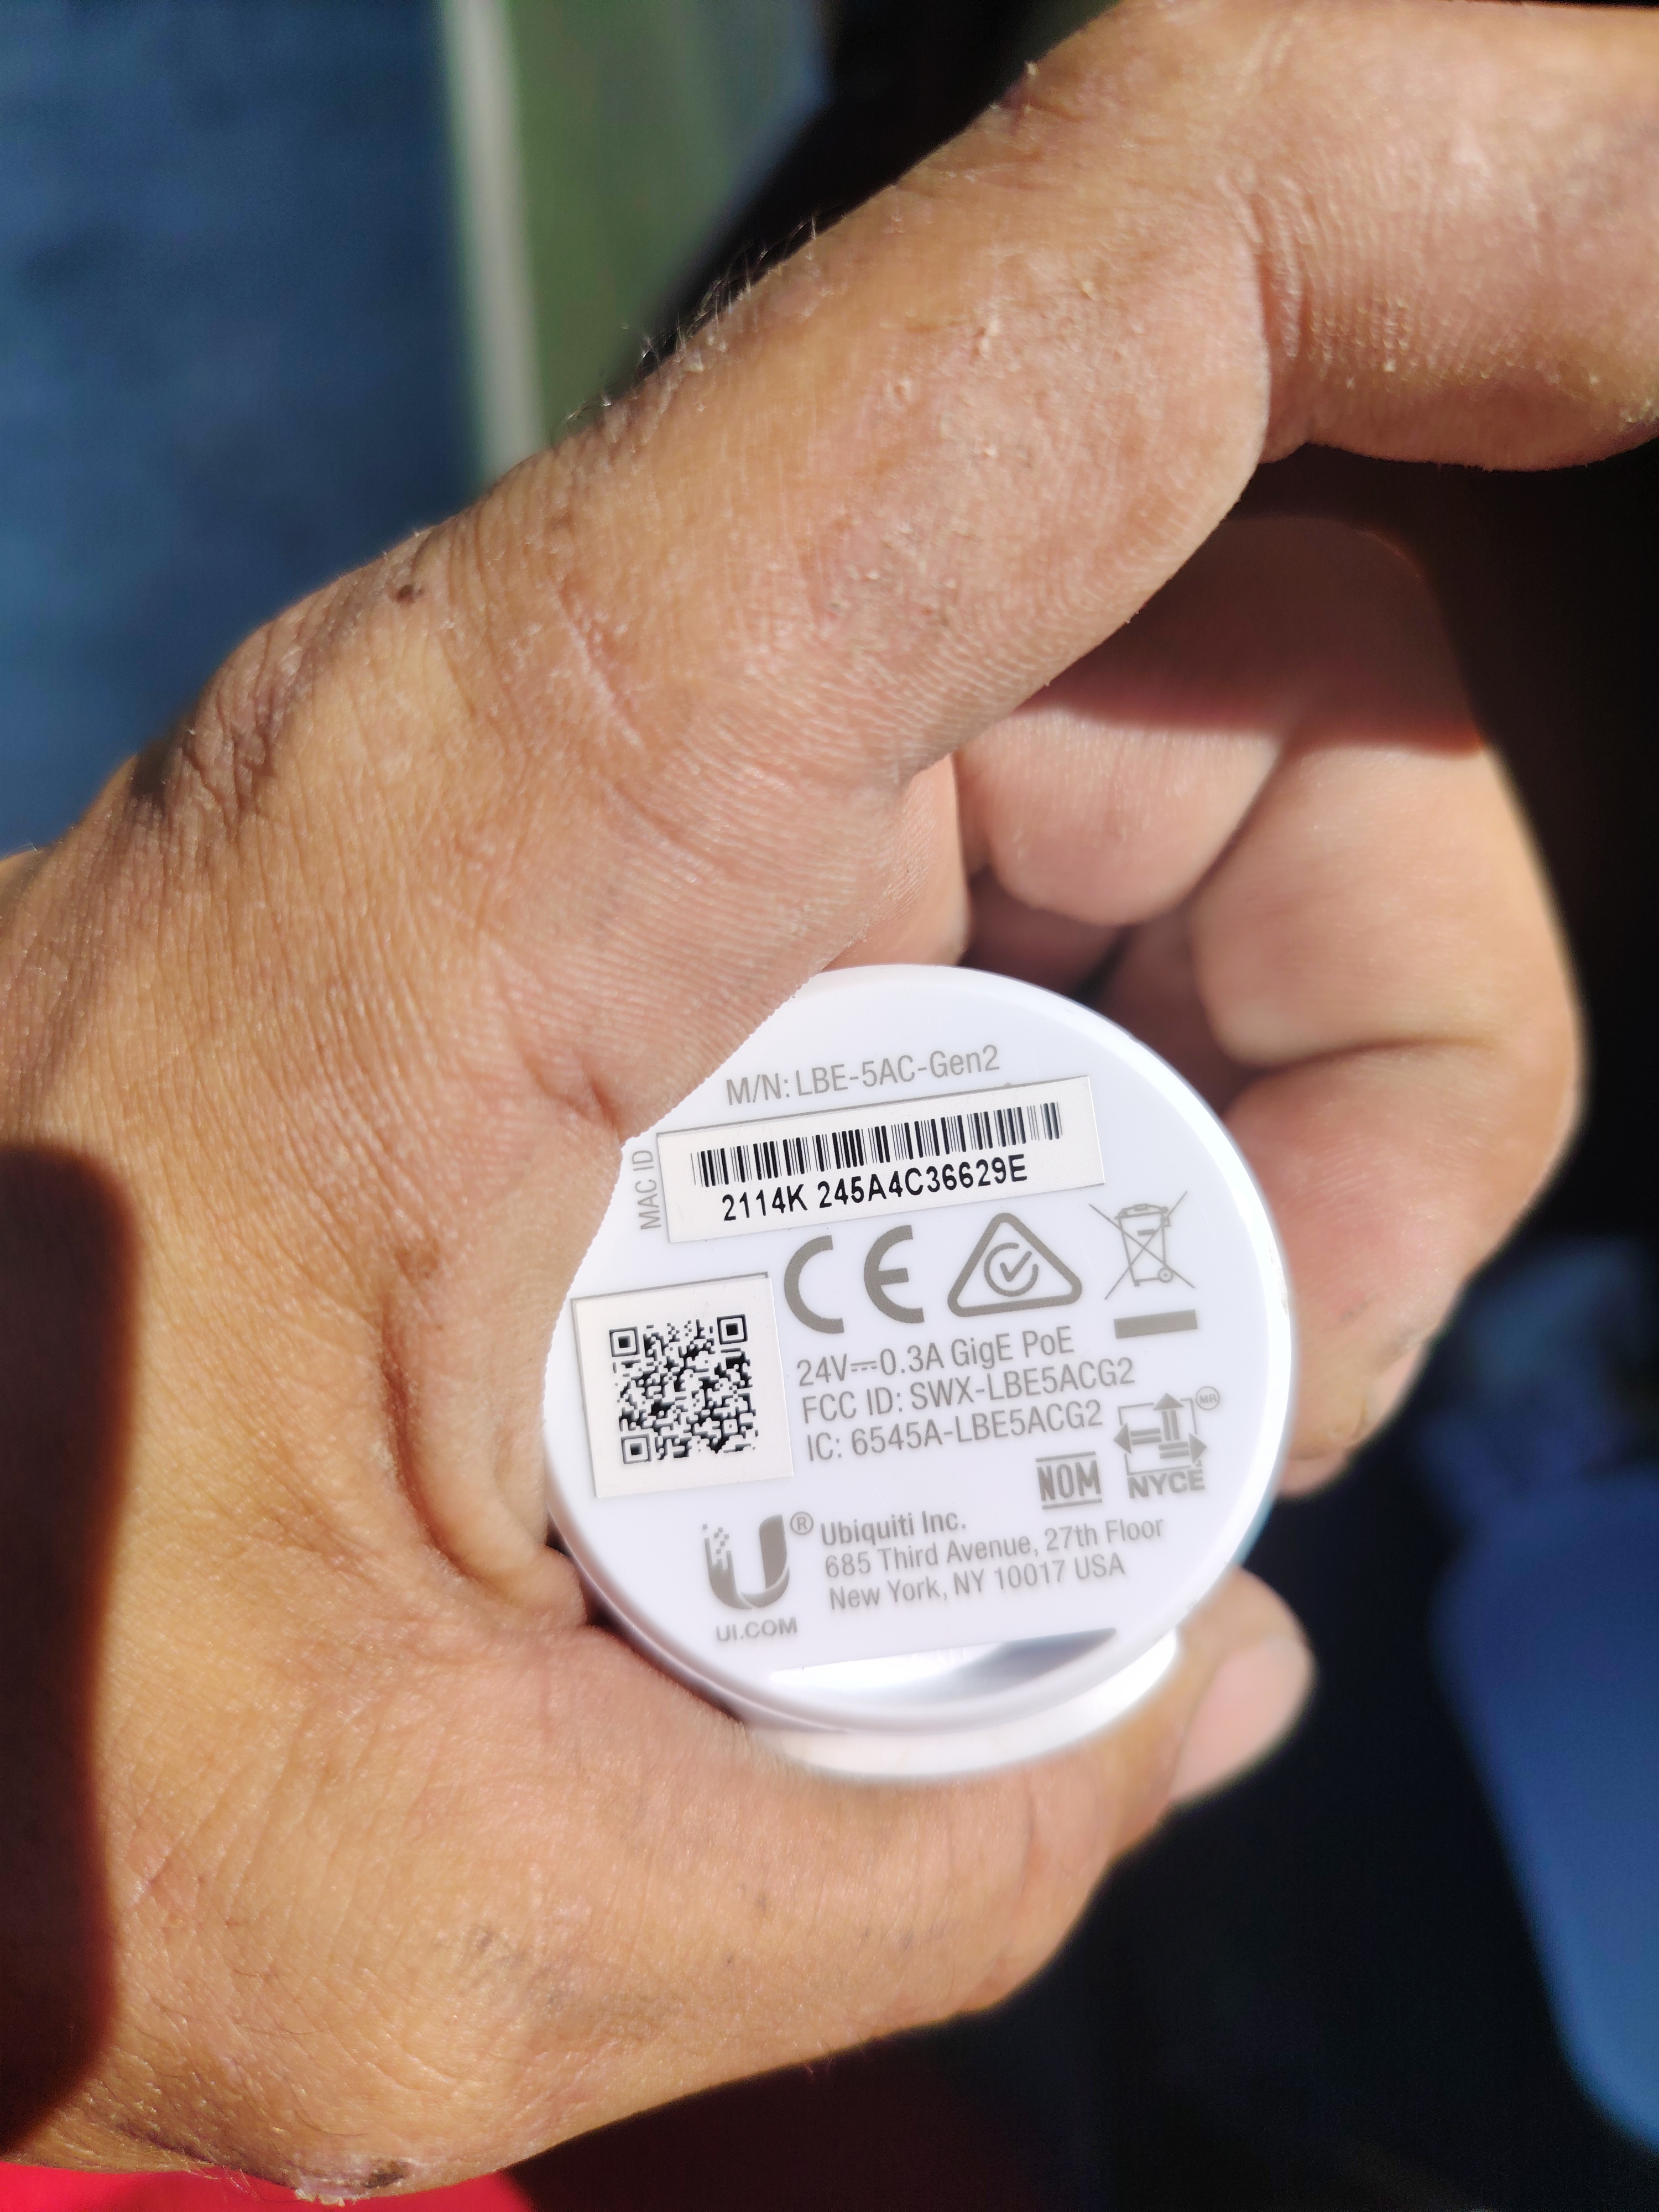 M/N: LBE-5AC-Gen2
MAC ID
2114K 245A4C36629E
CE
24V⎓0.3A GigE PoE
FCC ID: SWX-LBE5ACG2
IC: 6545A-LBE5ACG2
MR
NOM
NYCE
U®
UI.COM
Ubiquiti Inc.
685 Third Avenue, 27th Floor
New York, NY 10017 USA